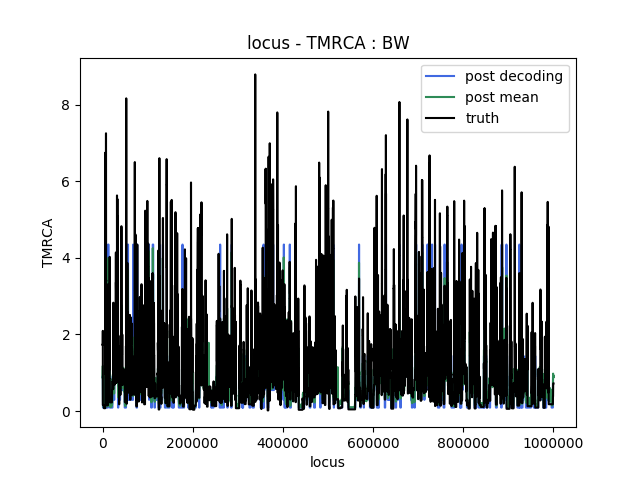 locus - TMRCA : BW
post decoding
post mean
truth
TMRCA
8
6
4
2
0
0 200000 400000 600000 800000 1000000
locus